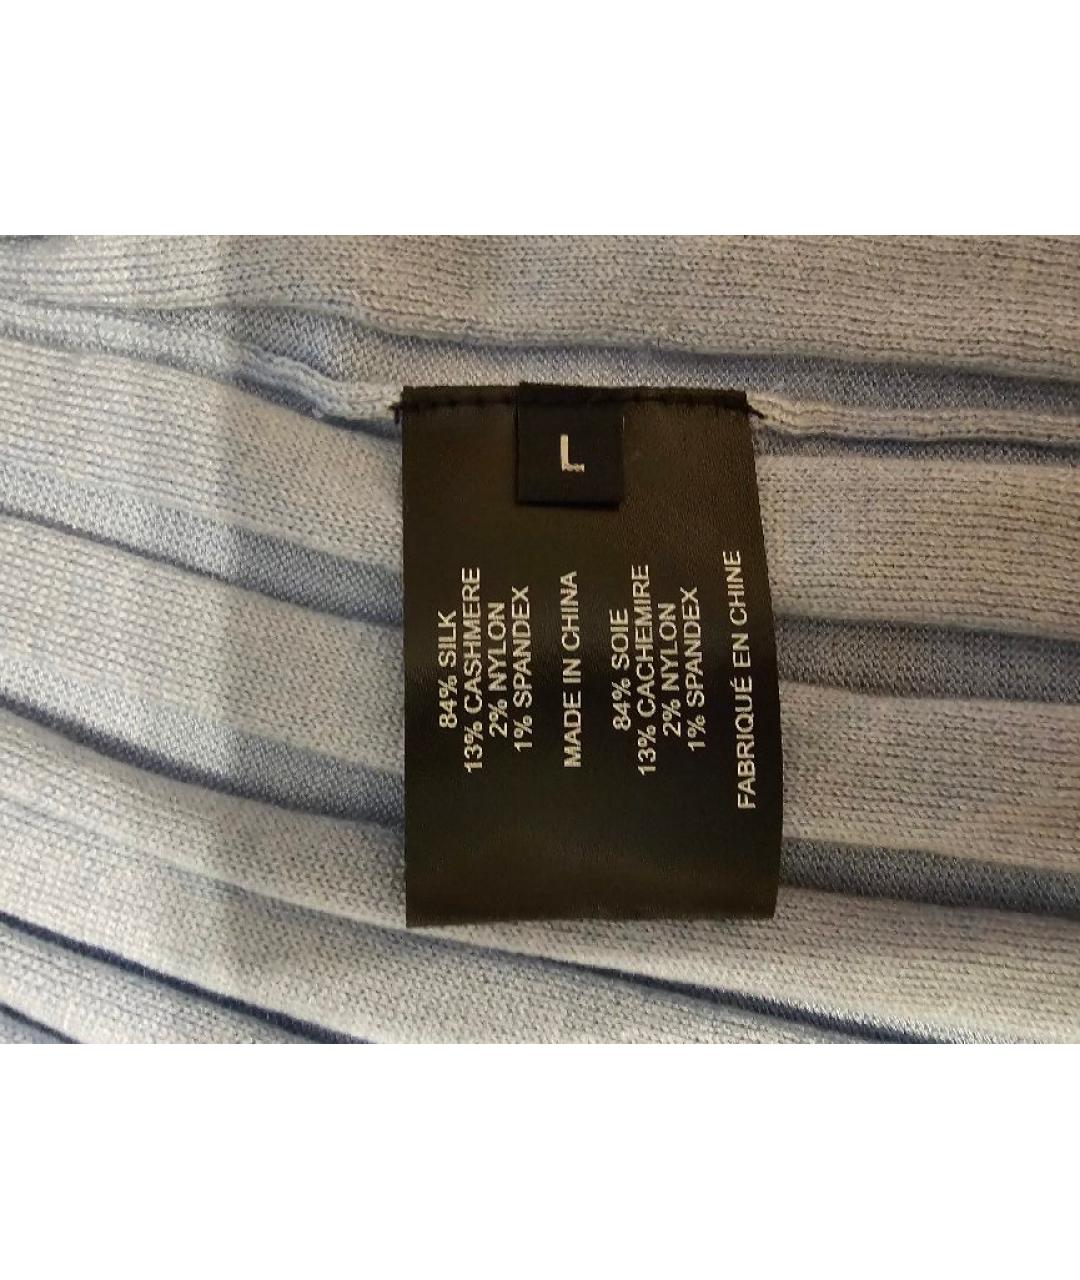 L
84% SILK
13% CASHMERE
2% NYLON
1% SPANDEX
MADE IN CHINA
84% SOIE
13% CACHEMIRE
2% NYLON
1% SPANDEX
FABRIQUÉ EN CHINE